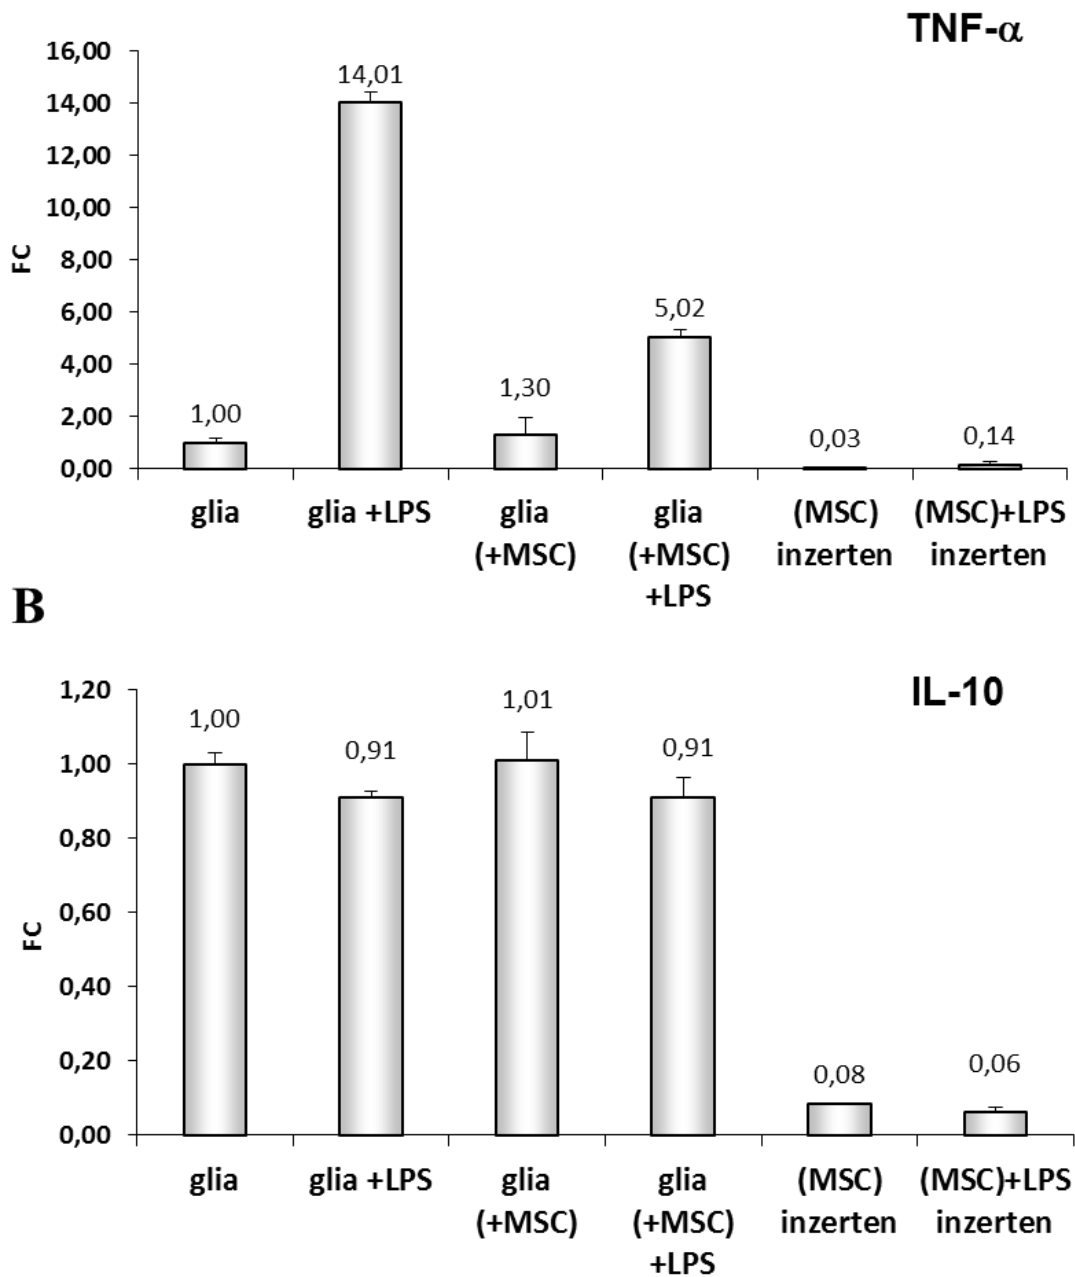 TNF-α
16,00
14,00
12,00
10,00
8,00
6,00
4,00
2,00
0,00
FC
1,00
14,01
1,30
5,02
0,03
0,14
glia
glia +LPS
glia
(+MSC)
glia
(+MSC)
+LPS
(MSC)
inzerten
(MSC)+LPS
inzerten
B
IL-10
1,20
1,00
0,80
0,60
0,40
0,20
0,00
FC
1,00
0,91
1,01
0,91
0,08
0,06
glia
glia +LPS
glia
(+MSC)
glia
(+MSC)
+LPS
(MSC)
inzerten
(MSC)+LPS
inzerten